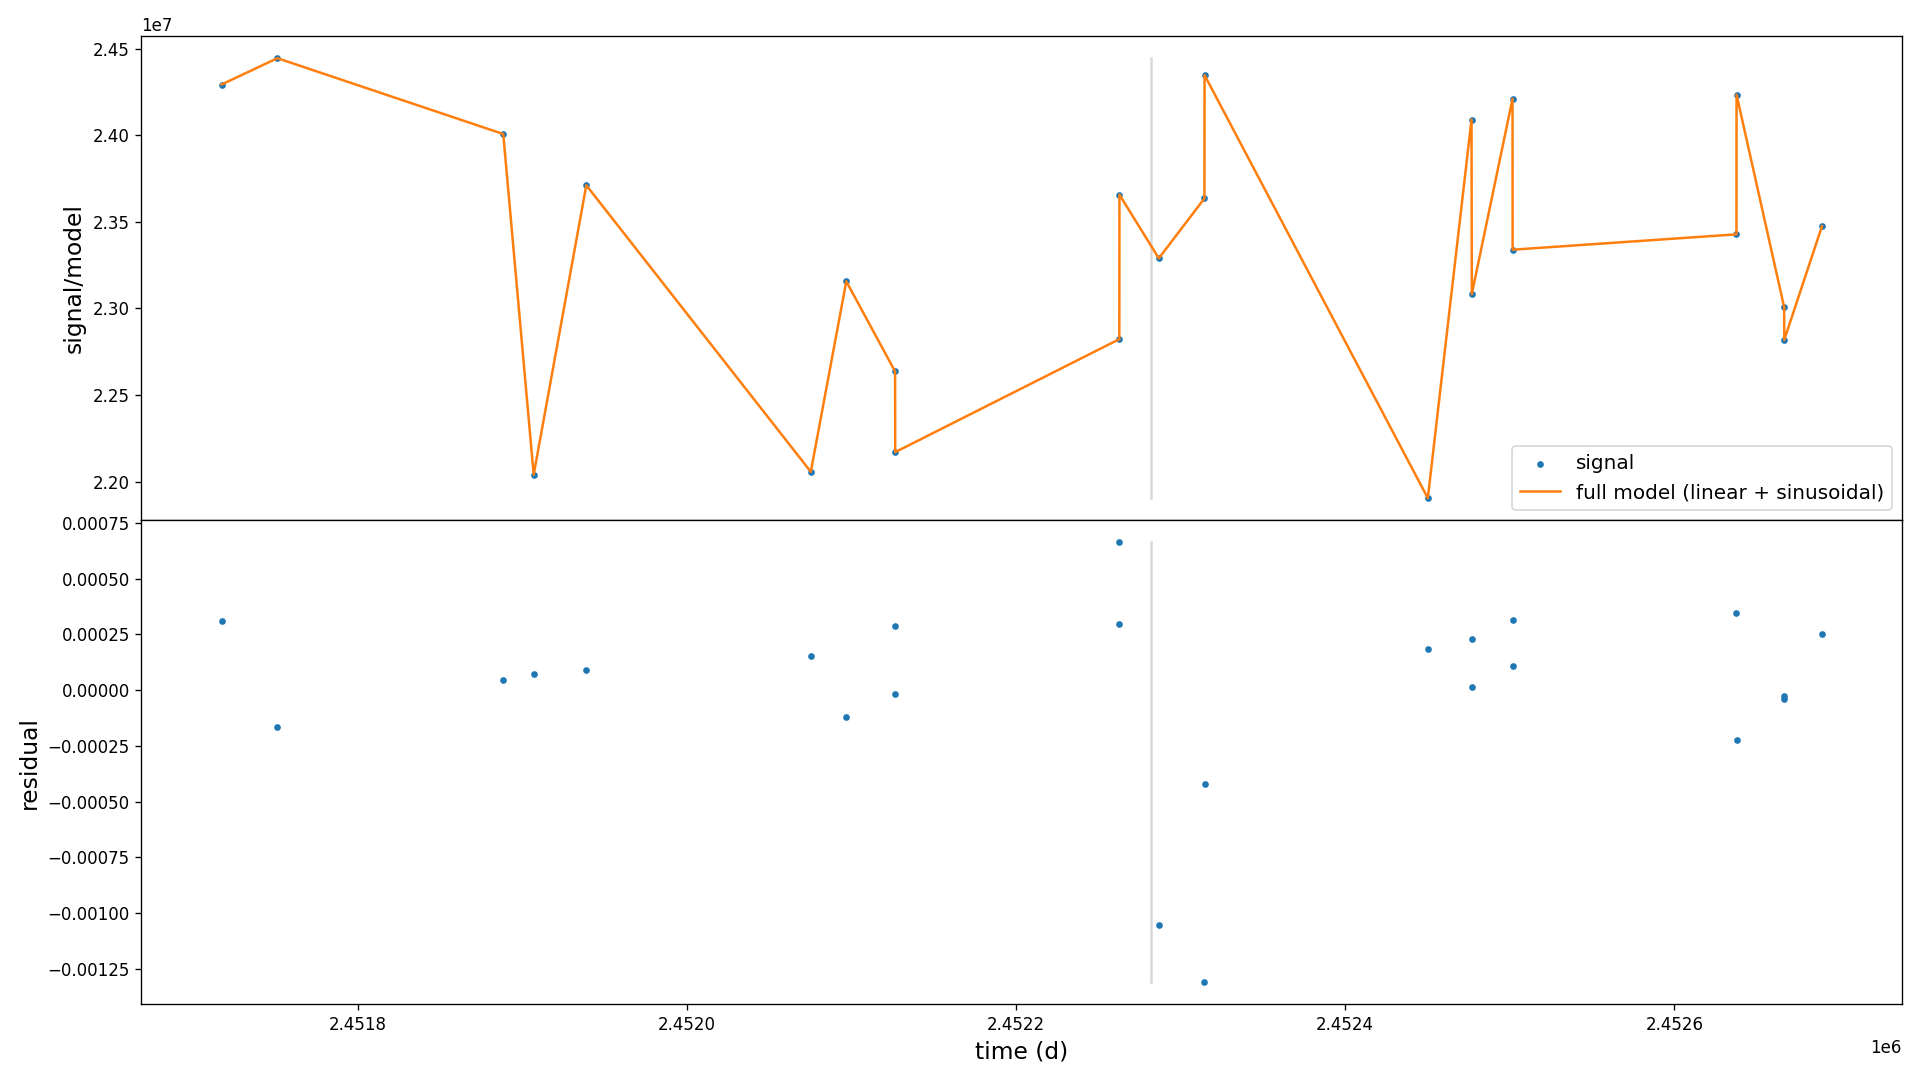 1e7
2.45
2.40
2.35
2.30
2.25
2.20
signal/model
signal
full model (linear + sinusoidal)
0.00075
0.00050
0.00025
0.00000
−0.00025
−0.00050
−0.00075
−0.00100
−0.00125
residual
2.4518
2.4520
2.4522
2.4524
2.4526
1e6
time (d)